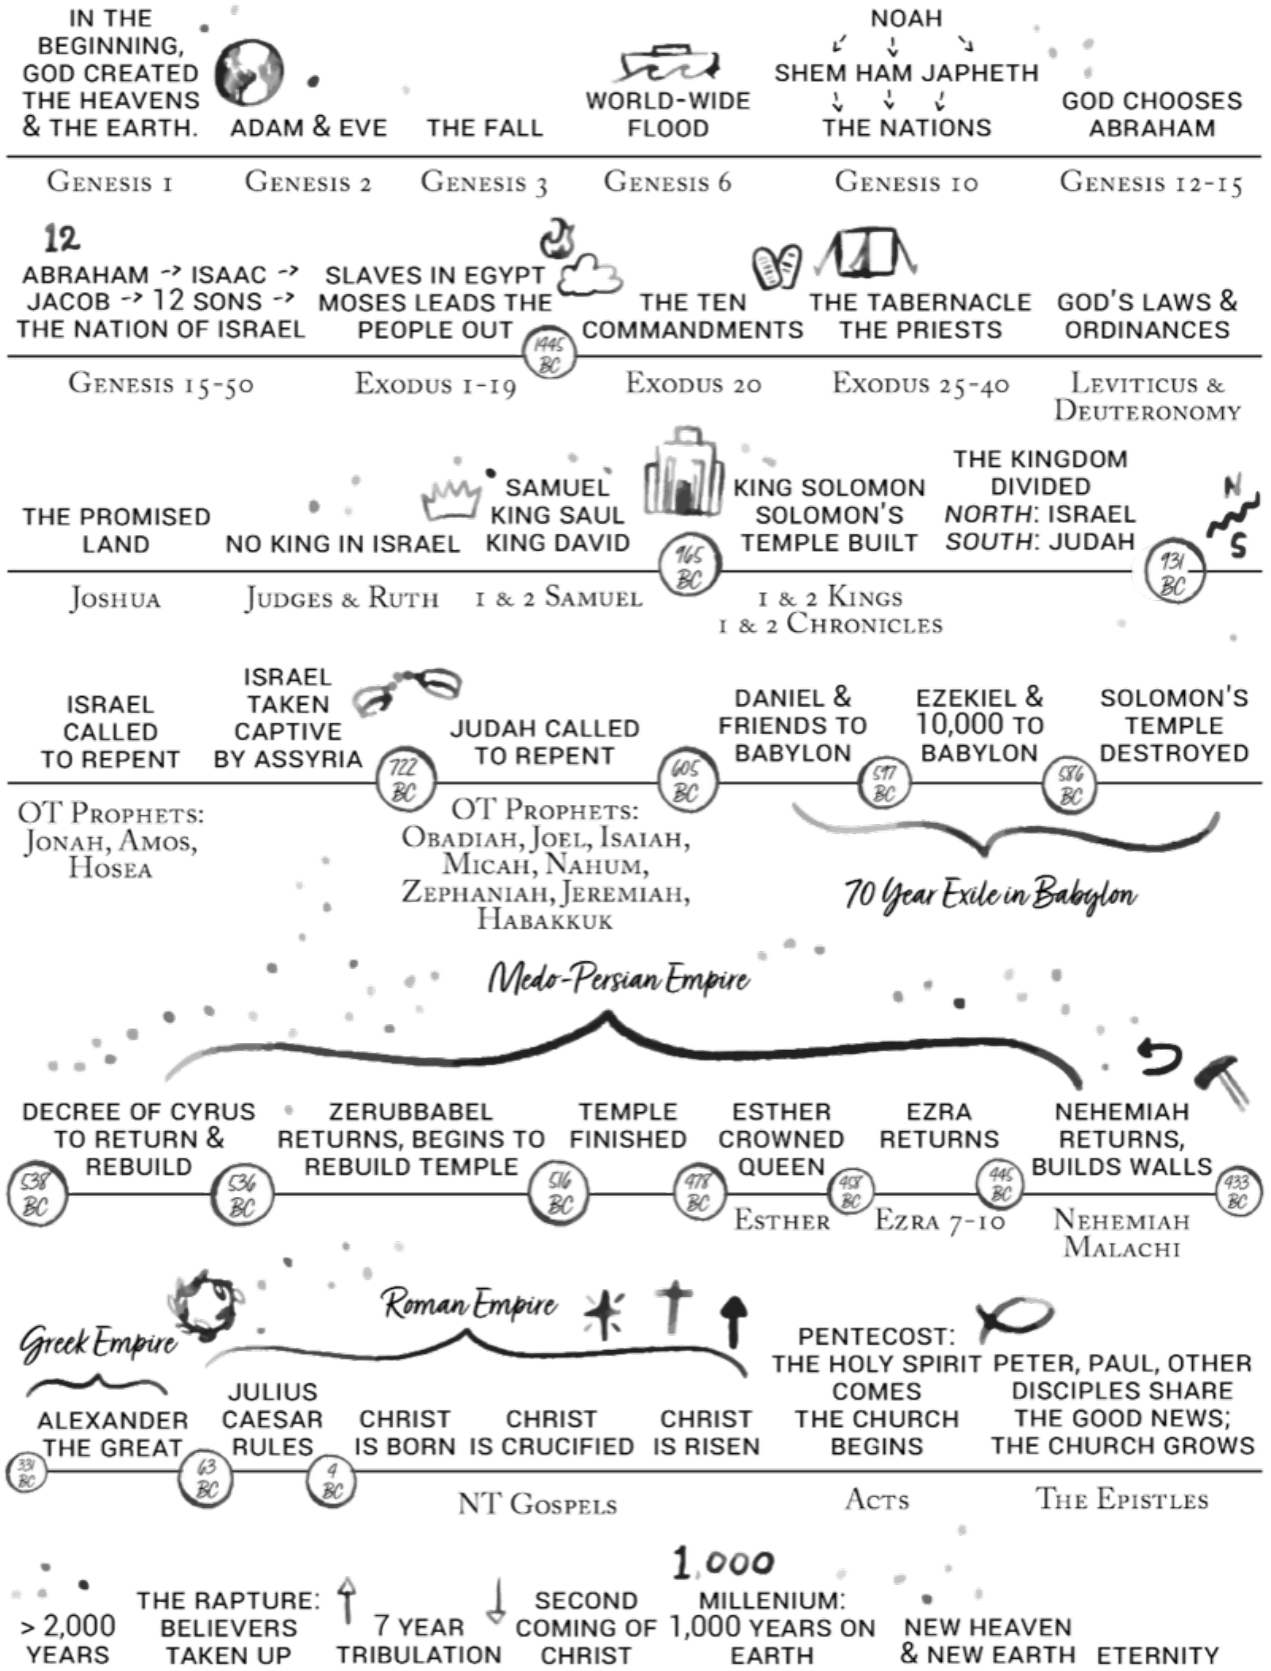 IN THE
BEGINNING,
GOD CREATED
THE HEAVENS
& THE EARTH.
ADAM & EVE
THE FALL
WORLD-WIDE
FLOOD
NOAH
SHEM HAM JAPHETH
THE NATIONS
GOD CHOOSES
ABRAHAM
GENESIS 1
GENESIS 2
GENESIS 3
GENESIS 6
GENESIS 10
GENESIS 12-15
12
ABRAHAM -> ISAAC ->
JACOB -> 12 SONS ->
THE NATION OF ISRAEL
SLAVES IN EGYPT
MOSES LEADS THE
PEOPLE OUT
1445
BC
THE TEN
COMMANDMENTS
THE TABERNACLE
THE PRIESTS
GOD'S LAWS &
ORDINANCES
GENESIS 15-50
EXODUS 1-19
EXODUS 20
EXODUS 25-40
LEVITICUS &
DEUTERONOMY
THE PROMISED
LAND
NO KING IN ISRAEL
SAMUEL
KING SAUL
KING DAVID
965
BC
KING SOLOMON
SOLOMON'S
TEMPLE BUILT
THE KINGDOM
DIVIDED
NORTH: ISRAEL
SOUTH: JUDAH
931
BC
N
S
JOSHUA
JUDGES & RUTH
1 & 2 SAMUEL
1 & 2 KINGS
1 & 2 CHRONICLES
ISRAEL
CALLED
TO REPENT
ISRAEL
TAKEN
CAPTIVE
BY ASSYRIA
722
BC
JUDAH CALLED
TO REPENT
605
BC
DANIEL &
FRIENDS TO
BABYLON
597
BC
EZEKIEL &
10,000 TO
BABYLON
586
BC
SOLOMON'S
TEMPLE
DESTROYED
OT PROPHETS:
JONAH, AMOS,
HOSEA
OT PROPHETS:
OBADIAH, JOEL, ISAIAH,
MICAH, NAHUM,
ZEPHANIAH, JEREMIAH,
HABAKKUK
70 Year Exile in Babylon
Medo-Persian Empire
DECREE OF CYRUS
TO RETURN &
REBUILD
538
BC
536
BC
ZERUBBABEL
RETURNS, BEGINS TO
REBUILD TEMPLE
516
BC
TEMPLE
FINISHED
478
BC
ESTHER
CROWNED
QUEEN
458
BC
EZRA
RETURNS
445
BC
NEHEMIAH
RETURNS,
BUILDS WALLS
433
BC
ESTHER
EZRA 7-10
NEHEMIAH
MALACHI
Greek Empire
Roman Empire
ALEXANDER
THE GREAT
331
BC
63
BC
JULIUS
CAESAR
RULES
4
BC
CHRIST
IS BORN
CHRIST
IS CRUCIFIED
CHRIST
IS RISEN
PENTECOST:
THE HOLY SPIRIT
COMES
THE CHURCH
BEGINS
PETER, PAUL, OTHER
DISCIPLES SHARE
THE GOOD NEWS;
THE CHURCH GROWS
NT GOSPELS
ACTS
THE EPISTLES
> 2,000
YEARS
THE RAPTURE:
BELIEVERS
TAKEN UP
7 YEAR
TRIBULATION
SECOND
COMING OF
CHRIST
1,000
MILLENIUM:
1,000 YEARS ON
EARTH
NEW HEAVEN
& NEW EARTH
ETERNITY